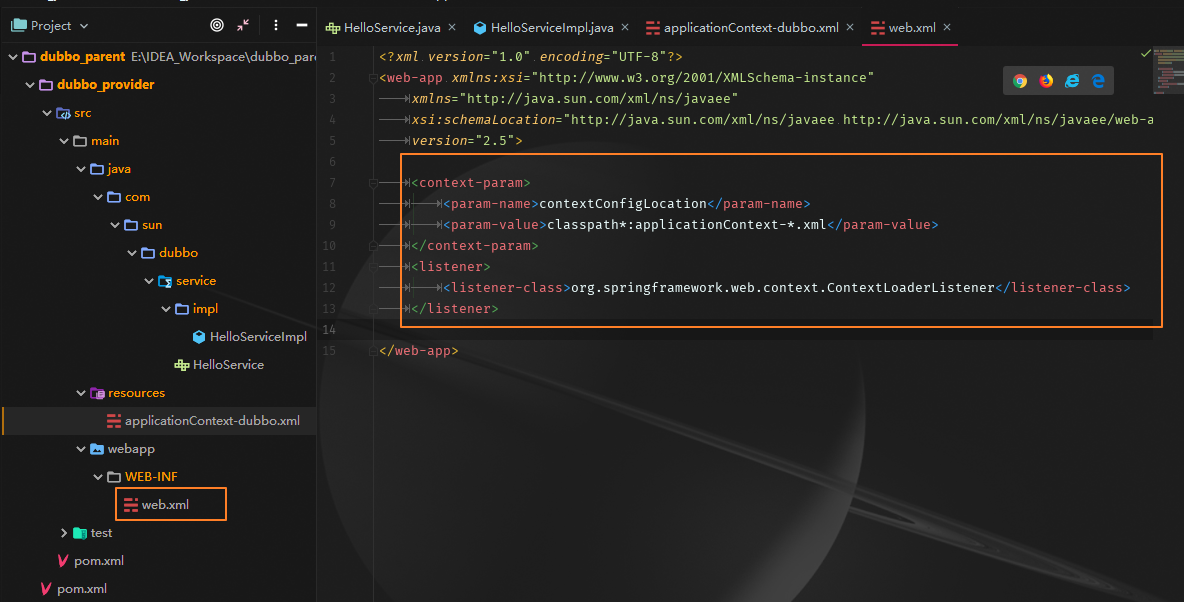 Project
HelloService.java
HelloServiceImpl.java
applicationContext-dubbo.xml
web.xml
dubbo_parent E:\IDEA_Workspace\dubbo_pare
dubbo_provider
src
main
java
com
sun
dubbo
service
impl
HelloServiceImpl
HelloService
resources
applicationContext-dubbo.xml
webapp
WEB-INF
web.xml
test
pom.xml
pom.xml
1 <?xml version="1.0" encoding="UTF-8"?>
2 <web-app xmlns:xsi="http://www.w3.org/2001/XMLSchema-instance"
3 xmlns="http://java.sun.com/xml/ns/javaee"
4 xsi:schemaLocation="http://java.sun.com/xml/ns/javaee http://java.sun.com/xml/ns/javaee/web-a
5 version="2.5">
6
7 <context-param>
8 <param-name>contextConfigLocation</param-name>
9 <param-value>classpath*:applicationContext-*.xml</param-value>
10 </context-param>
11 <listener>
12 <listener-class>org.springframework.web.context.ContextLoaderListener</listener-class>
13 </listener>
14
15 </web-app>